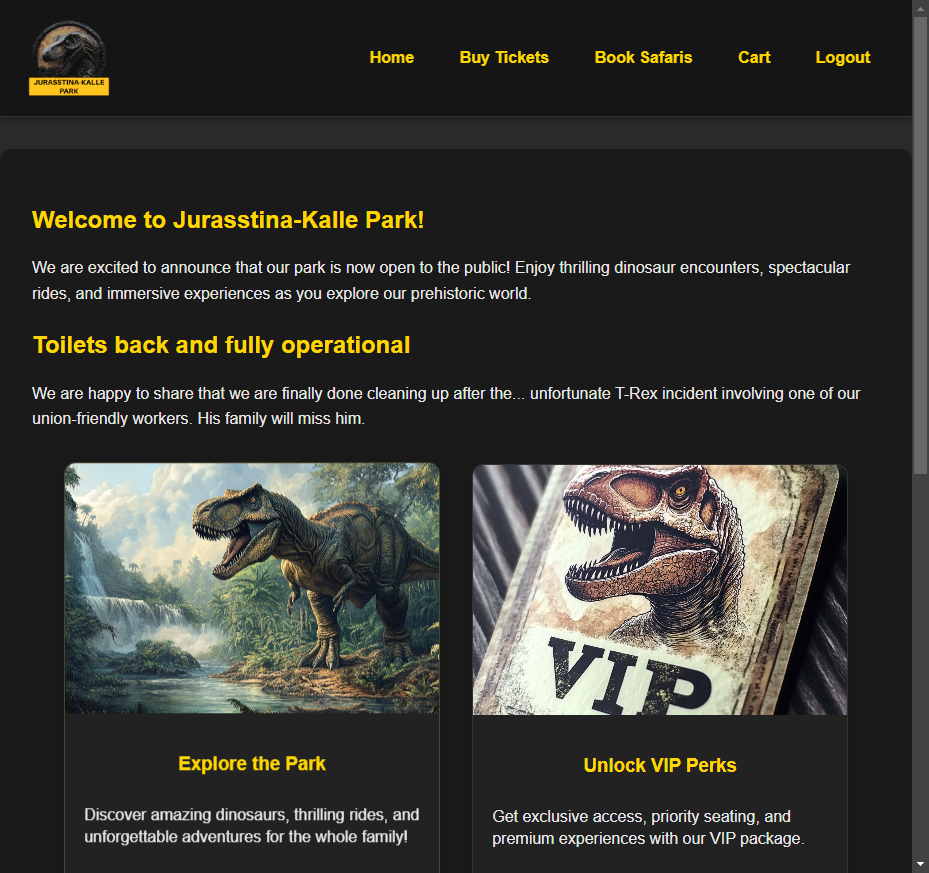 JURASSTINA-KALLE
PARK
Home Buy Tickets Book Safaris Cart Logout
Welcome to Jurasstina-Kalle Park!
We are excited to announce that our park is now open to the public! Enjoy thrilling dinosaur encounters, spectacular
rides, and immersive experiences as you explore our prehistoric world.
Toilets back and fully operational
We are happy to share that we are finally done cleaning up after the... unfortunate T-Rex incident involving one of our
union-friendly workers. His family will miss him.
VIP
Explore the Park
Discover amazing dinosaurs, thrilling rides, and
unforgettable adventures for the whole family!
Unlock VIP Perks
Get exclusive access, priority seating, and
premium experiences with our VIP package.